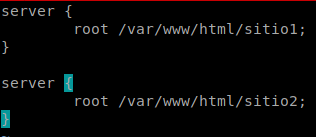 server {
        root /var/www/html/sitio1;
}

server {
        root /var/www/html/sitio2;
}